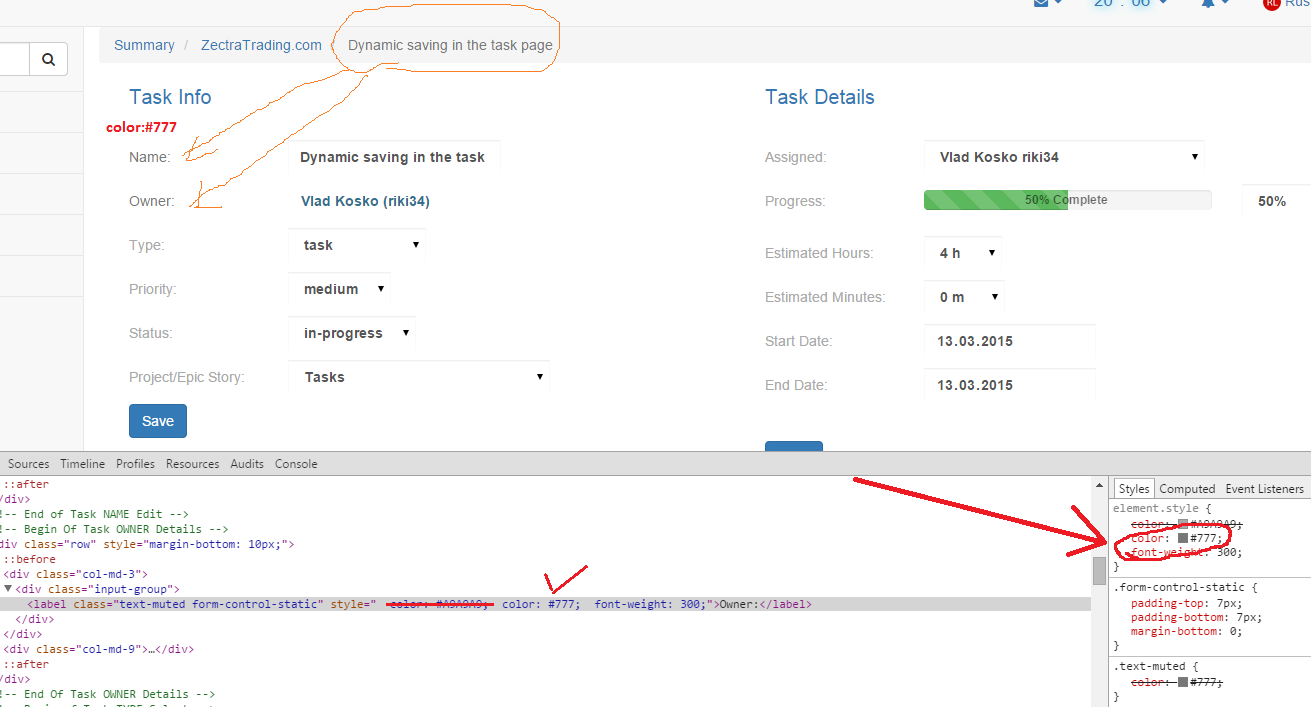 20 : 06
RL Rus
Summary / ZectraTrading.com Dynamic saving in the task page
Task Info
Task Details
color:#777
Name: Dynamic saving in the task
Assigned: Vlad Kosko riki34
Owner: Vlad Kosko (riki34)
Progress: 50% Complete 50%
Type: task
Estimated Hours: 4 h
Priority: medium
Estimated Minutes: 0 m
Status: in-progress
Start Date: 13.03.2015
Project/Epic Story: Tasks
End Date: 13.03.2015
Save
Sources Timeline Profiles Resources Audits Console
::after
/div>
!-- End of Task NAME Edit -->
!-- Begin Of Task OWNER Details -->
div class="row" style="margin-bottom: 10px;">
::before
<div class="col-md-3">
<div class="input-group">
<label class="text-muted form-control-static" style=" color: #A9A9A9; color: #777; font-weight: 300;">Owner:</label>
</div>
</div>
<div class="col-md-9">…</div>
::after
/div>
!-- End Of Task OWNER Details -->
Styles Computed Event Listeners
element.style {
color: #A9A9A9;
color: #777;
font-weight: 300;
}
.form-control-static {
padding-top: 7px;
padding-bottom: 7px;
margin-bottom: 0;
}
.text-muted {
color: #777;
}